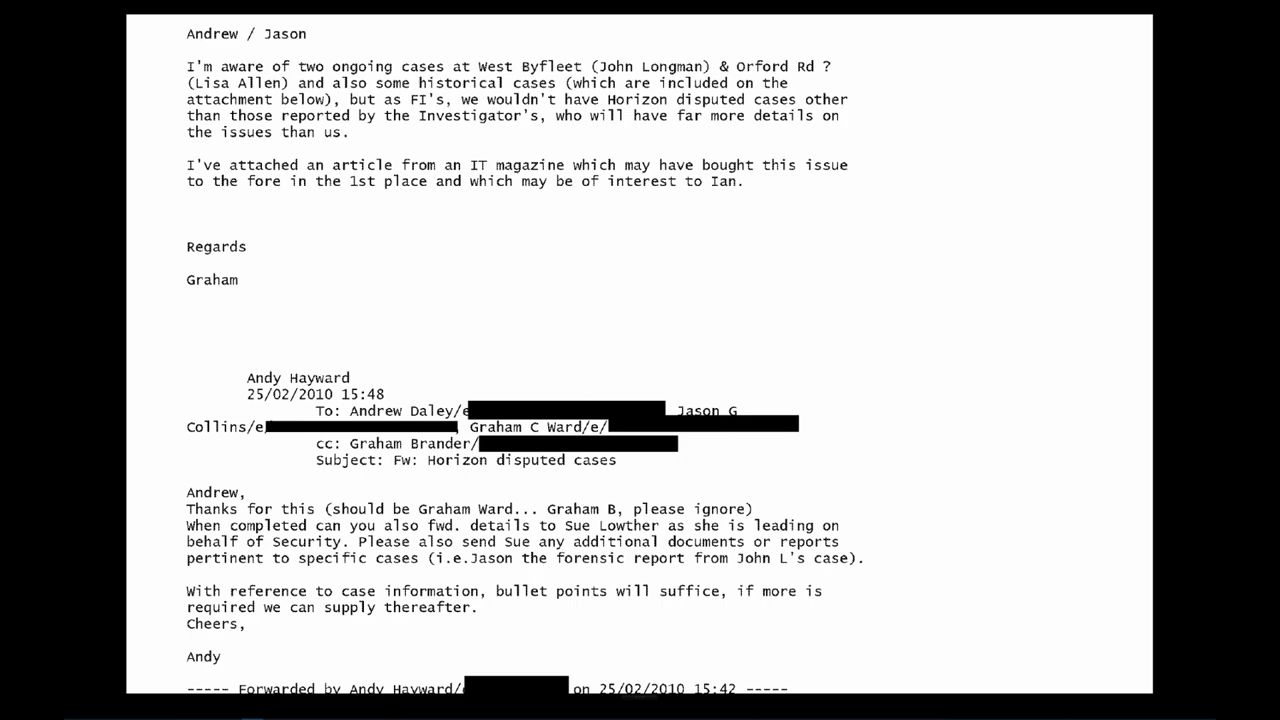 Andrew / Jason
I'm aware of two ongoing cases at West Byfleet (John Longman) & Orford Rd ?
(Lisa Allen) and also some historical cases (which are included on the
attachment below), but as FI's, we wouldn't have Horizon disputed cases other
than those reported by the Investigator's, who will have far more details on
the issues than us.
I've attached an article from an IT magazine which may have bought this issue
to the fore in the 1st place and which may be of interest to Ian.
Regards
Graham
Andy Hayward
25/02/2010 15:48
To: Andrew Daley/e Jason G
Collins/e , Graham C Ward/e/
cc: Graham Brander/
Subject: Fw: Horizon disputed cases
Andrew,
Thanks for this (should be Graham Ward... Graham B, please ignore)
When completed can you also fwd. details to Sue Lowther as she is leading on
behalf of Security. Please also send Sue any additional documents or reports
pertinent to specific cases (i.e.Jason the forensic report from John L's case).
With reference to case information, bullet points will suffice, if more is
required we can supply thereafter.
Cheers,
Andy
----- Forwarded by Andy Hayward/ on 25/02/2010 15:42 -----